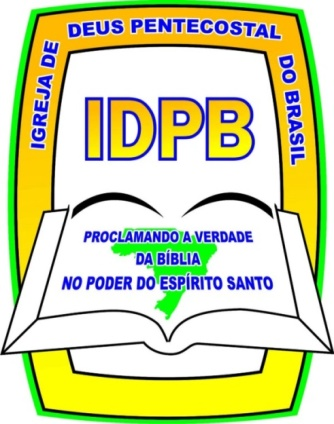 IGREJA DE DEUS PENTECOSTAL DO BRASIL
IDPB
PROCLAMANDO A VERDADE
DA BÍBLIA
NO PODER DO ESPÍRITO SANTO